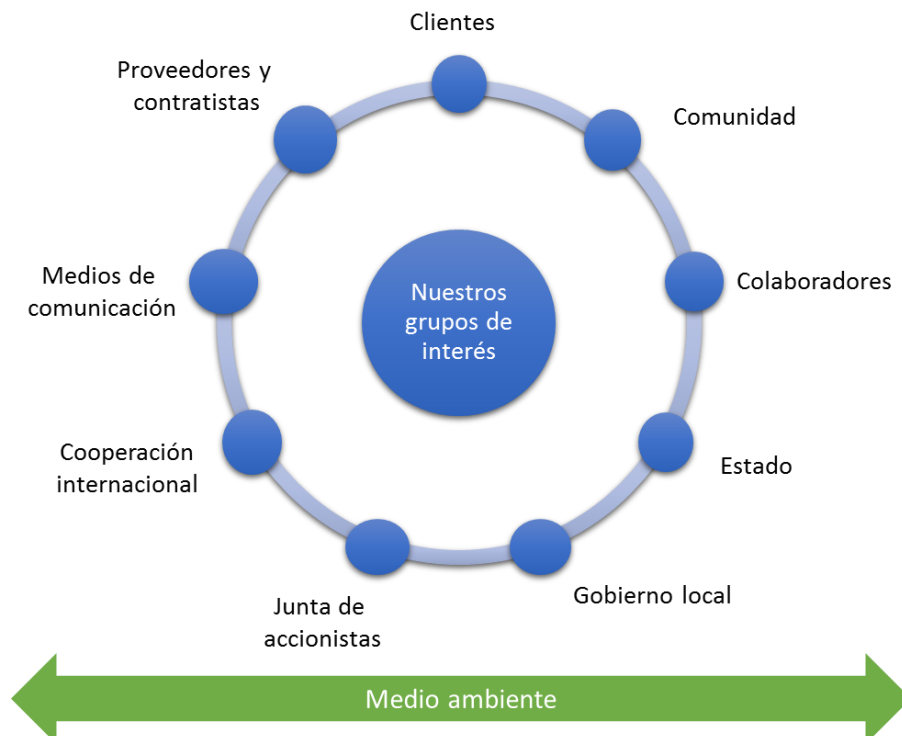 Clientes
Proveedores y
contratistas
Comunidad
Medios de
comunicación
Nuestros
grupos de
interés
Colaboradores
Cooperación
internacional
Estado
Junta de
accionistas
Gobierno local
Medio ambiente